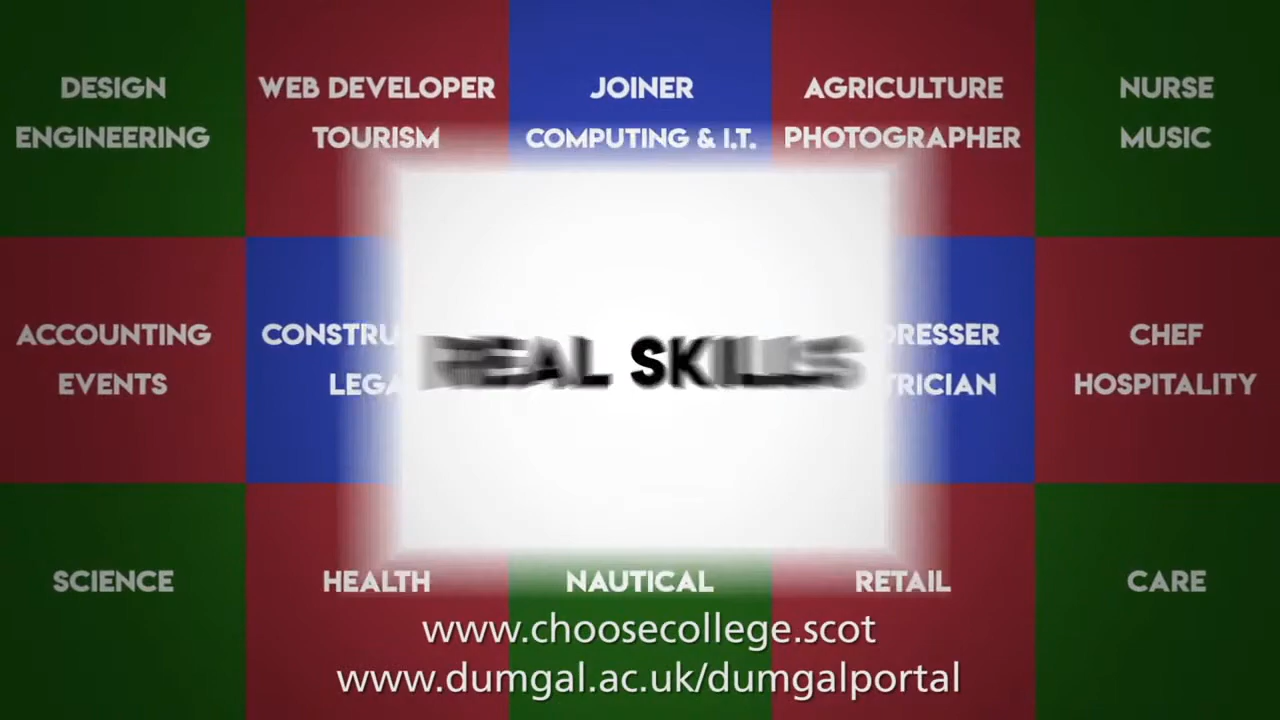 DESIGN
ENGINEERING
WEB DEVELOPER
TOURISM
JOINER
COMPUTING & I.T.
AGRICULTURE
PHOTOGRAPHER
NURSE
MUSIC
ACCOUNTING
EVENTS
REAL SKILLS
CHEF
HOSPITALITY
SCIENCE
HEALTH
NAUTICAL
RETAIL
CARE
www.choosecollege.scot
www.dumgal.ac.uk/dumgalportal